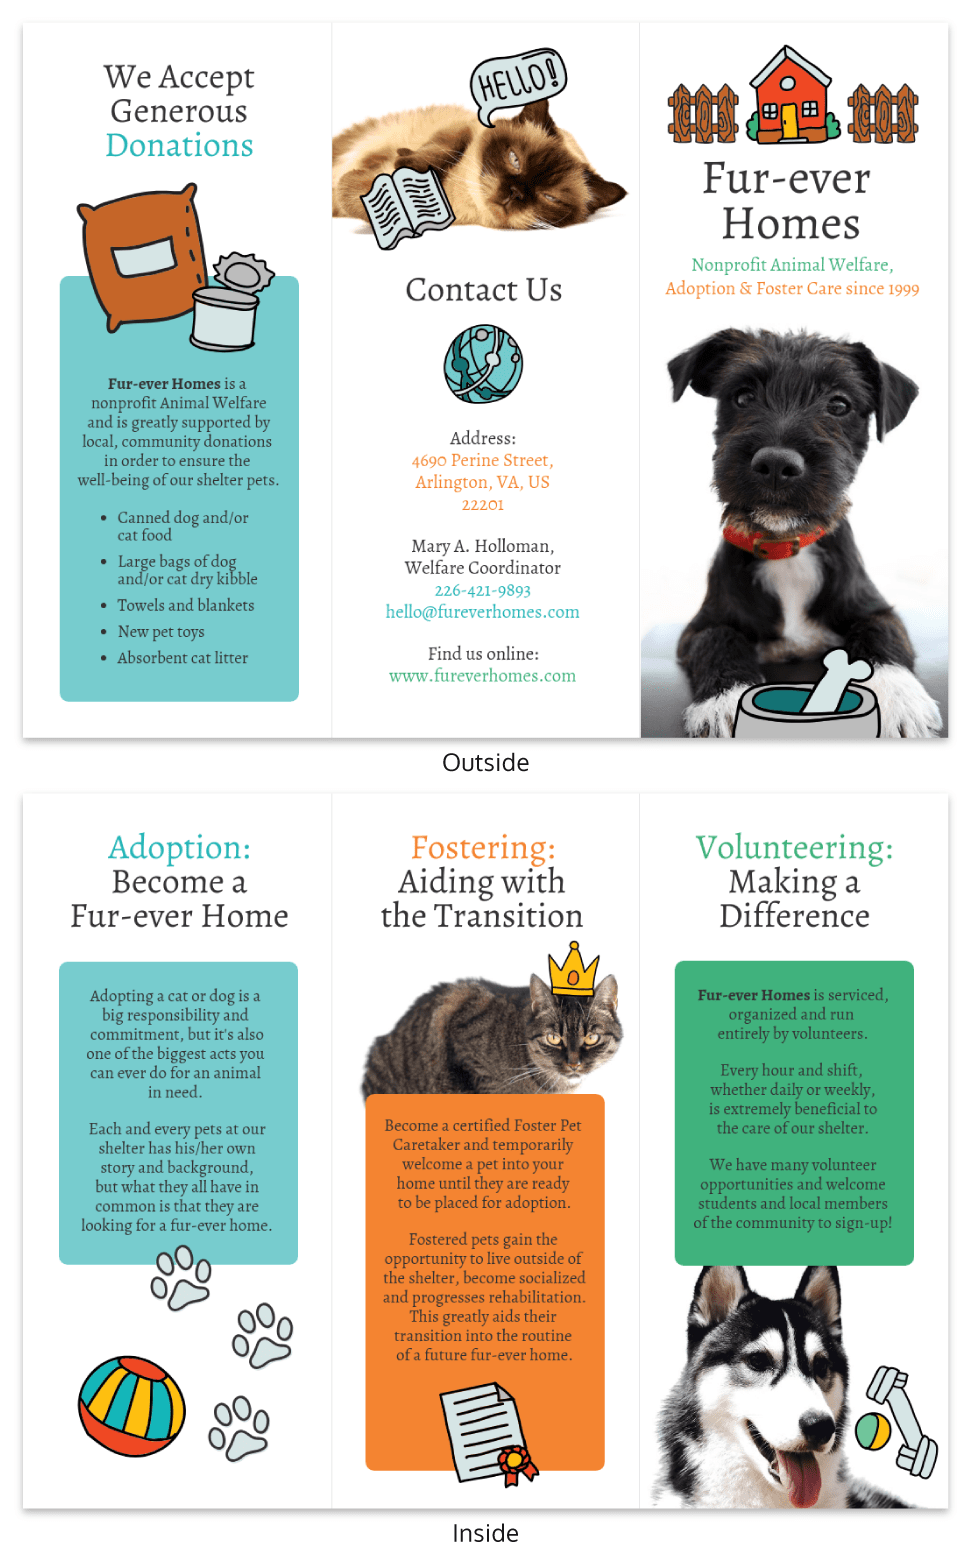 We Accept
Generous
Donations
Fur-ever Homes is a
nonprofit Animal Welfare
and is greatly supported by
local, community donations
in order to ensure the
well-being of our shelter pets.
• Canned dog and/or
cat food
• Large bags of dog
and/or cat dry kibble
• Towels and blankets
• New pet toys
• Absorbent cat litter
HELLO!
Contact Us
Address:
4690 Perine Street,
Arlington, VA, US
22201
Mary A. Holloman,
Welfare Coordinator
226-421-9893
hello@fureverhomes.com
Find us online:
www.fureverhomes.com
Fur-ever
Homes
Nonprofit Animal Welfare,
Adoption & Foster Care since 1999
Outside
Adoption:
Become a
Fur-ever Home
Adopting a cat or dog is a
big responsibility and
commitment, but it's also
one of the biggest acts you
can ever do for an animal
in need.
Each and every pets at our
shelter has his/her own
story and background,
but what they all have in
common is that they are
looking for a fur-ever home.
Fostering:
Aiding with
the Transition
Become a certified Foster Pet
Caretaker and temporarily
welcome a pet into your
home until they are ready
to be placed for adoption.
Fostered pets gain the
opportunity to live outside of
the shelter, become socialized
and progresses rehabilitation.
This greatly aids their
transition into the routine
of a future fur-ever home.
Volunteering:
Making a
Difference
Fur-ever Homes is serviced,
organized and run
entirely by volunteers.
Every hour and shift,
whether daily or weekly,
is extremely beneficial to
the care of our shelter.
We have many volunteer
opportunities and welcome
students and local members
of the community to sign-up!
Inside